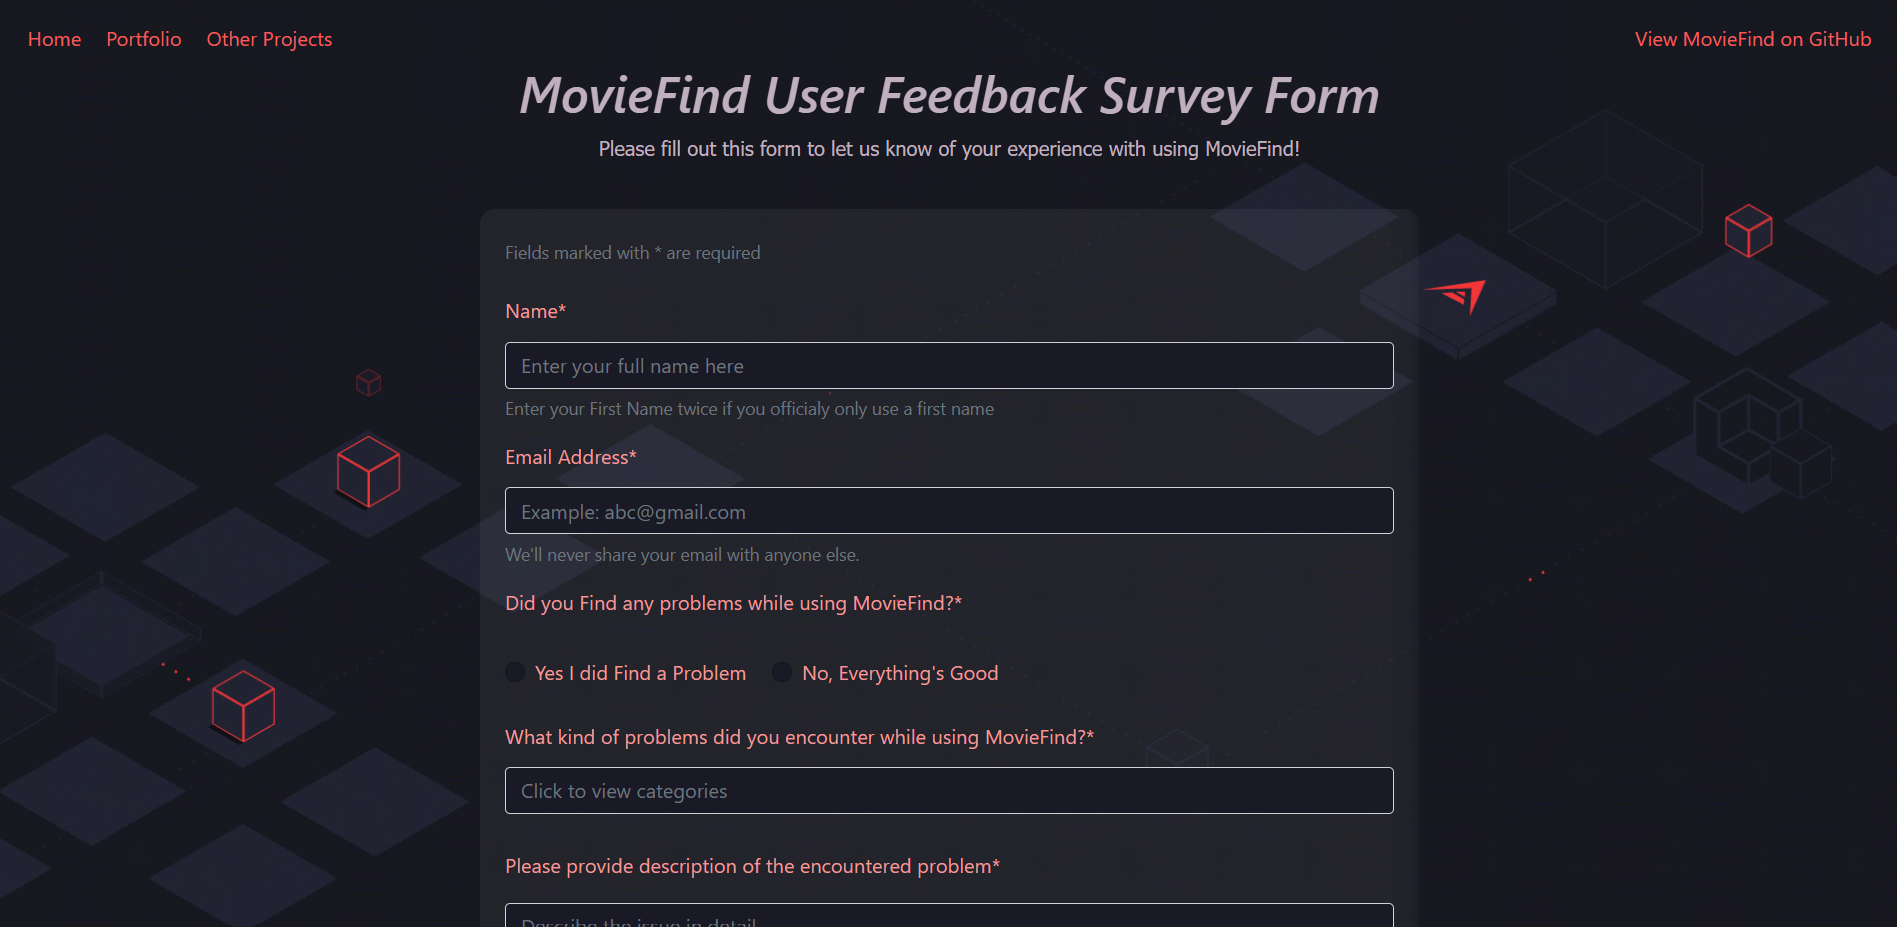 Home Portfolio Other Projects View MovieFind on GitHub
MovieFind User Feedback Survey Form
Please fill out this form to let us know of your experience with using MovieFind!
Fields marked with * are required
Name*
Enter your full name here
Enter your First Name twice if you officialy only use a first name
Email Address*
Example: abc@gmail.com
We'll never share your email with anyone else.
Did you Find any problems while using MovieFind?*
Yes I did Find a Problem No, Everything's Good
What kind of problems did you encounter while using MovieFind?*
Click to view categories
Please provide description of the encountered problem*
Describe the issue in detail